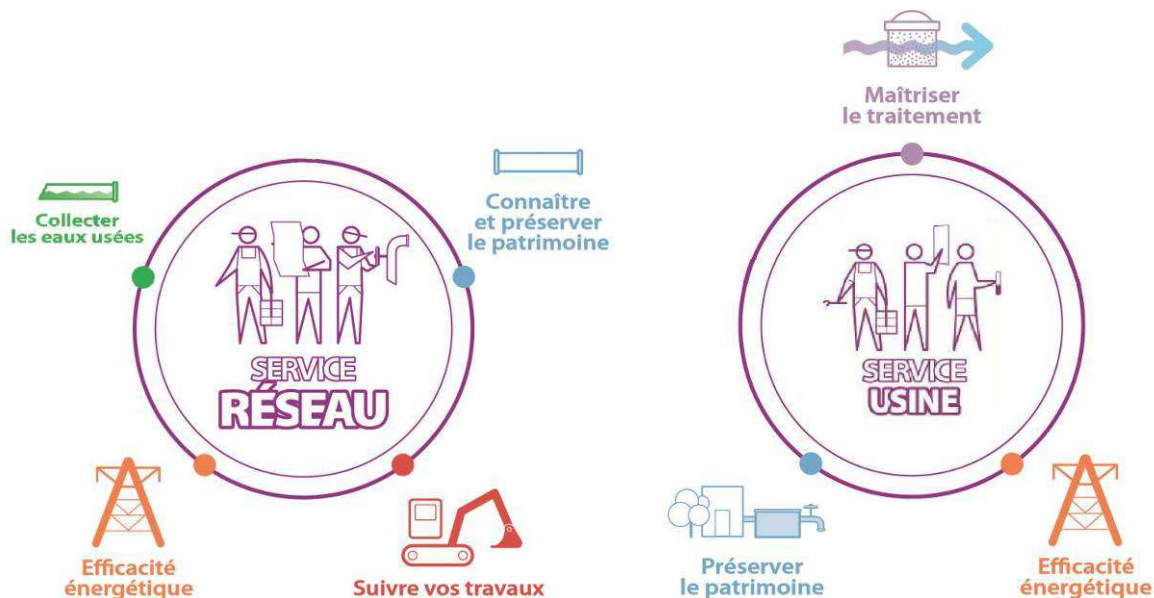 Collecter
les eaux usées
Connaître
et préserver
le patrimoine
SERVICE
RÉSEAU
Efficacité
énergétique
Suivre vos travaux
Maîtriser
le traitement
SERVICE
USINE
Préserver
le patrimoine
Efficacité
énergétique